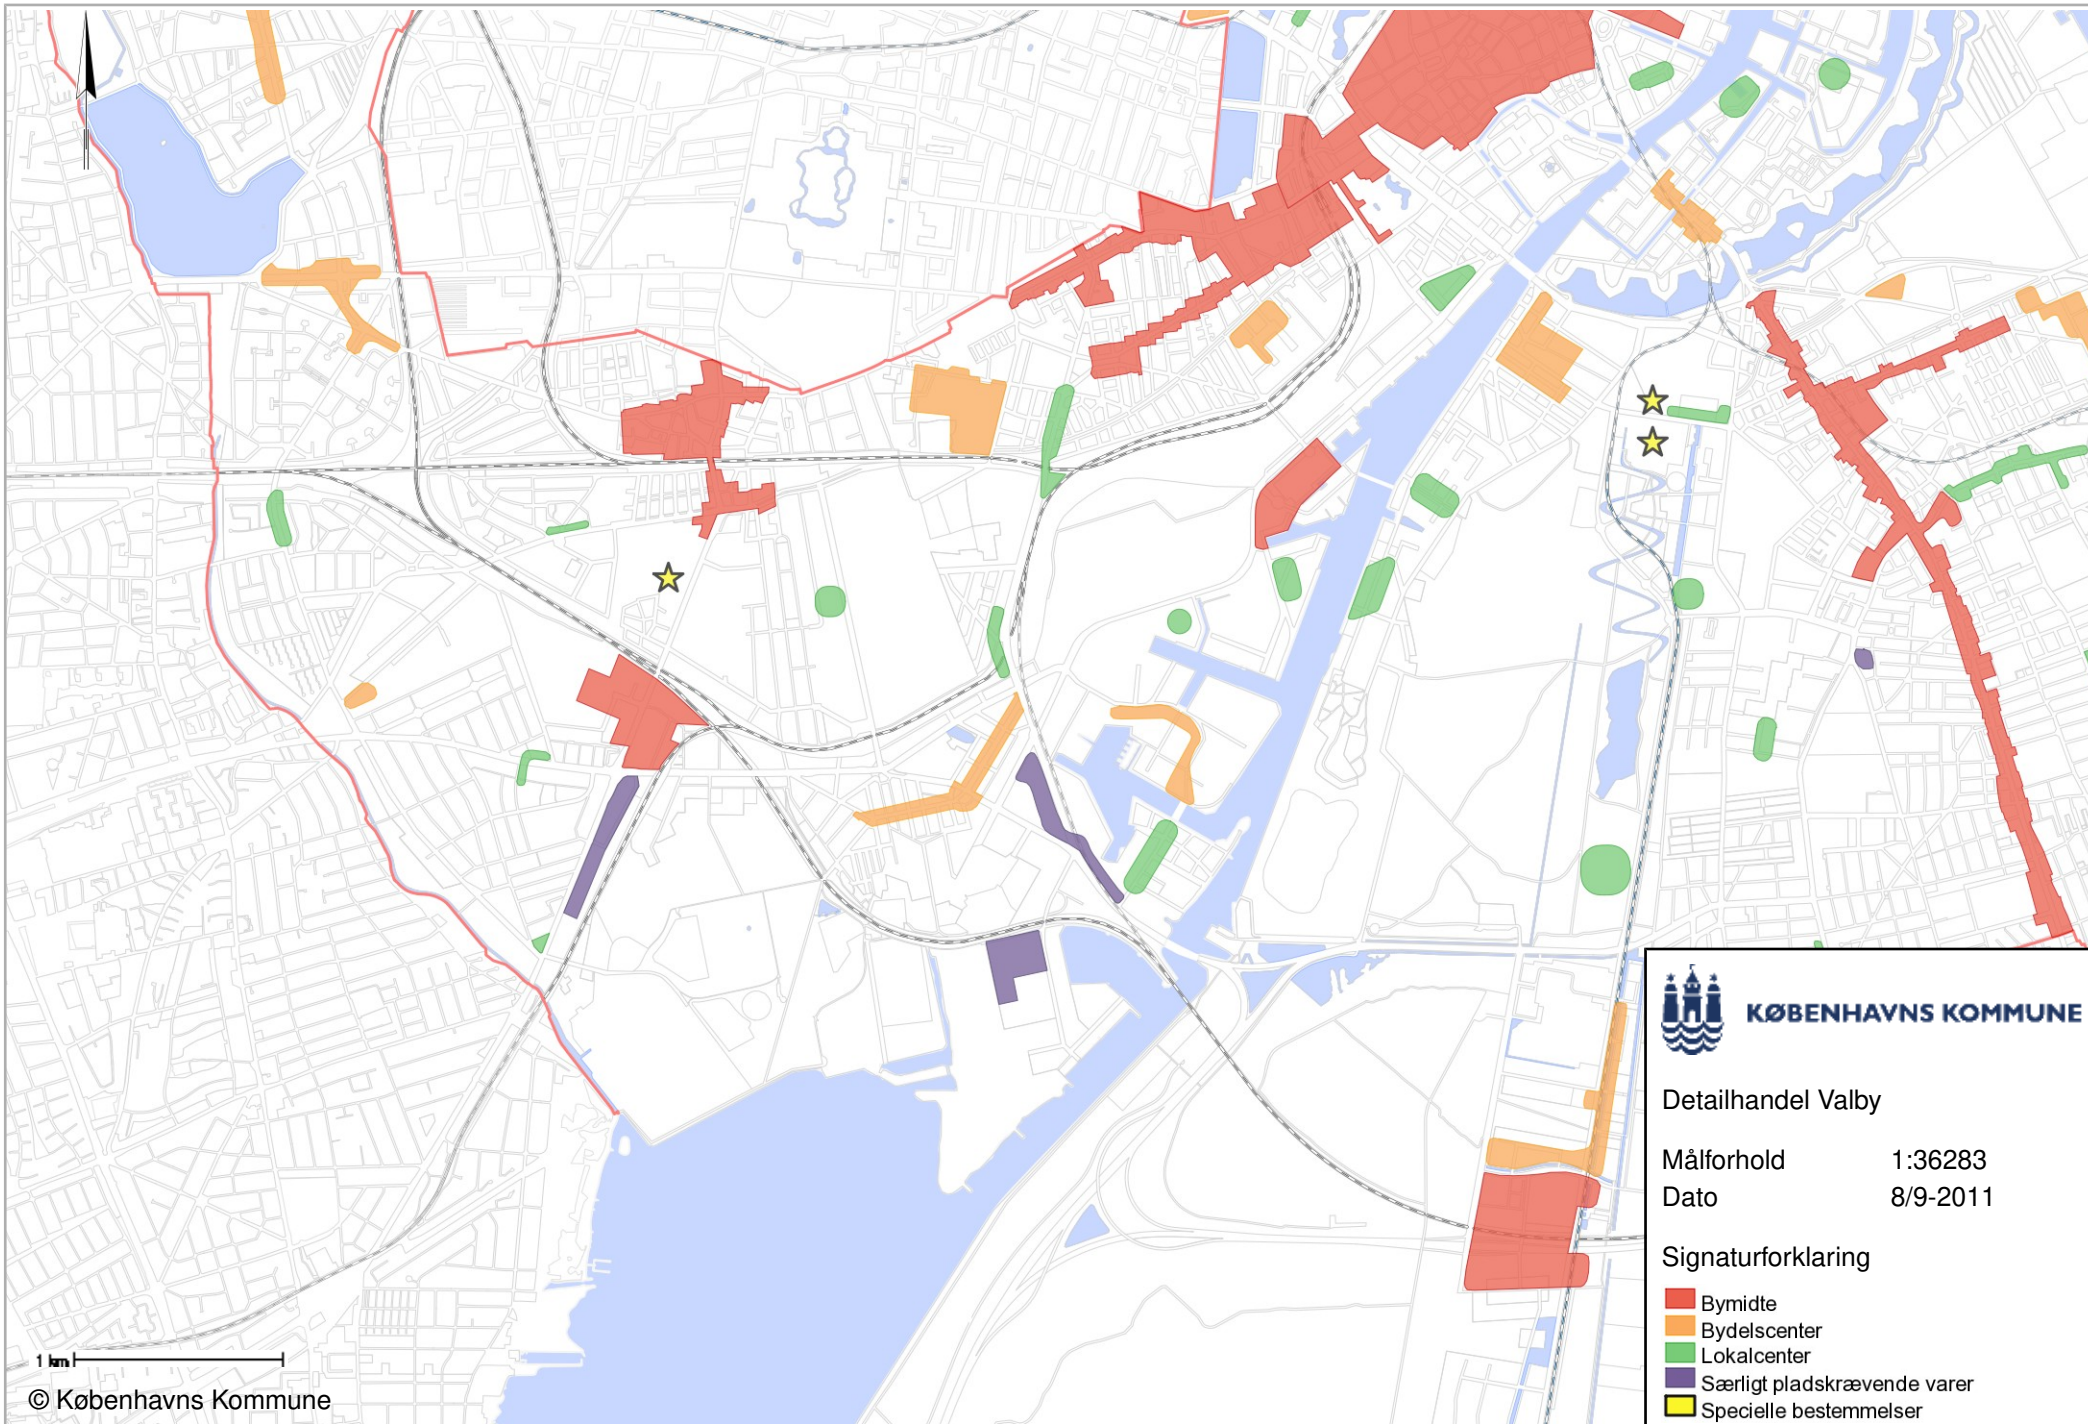 KØBENHAVNS KOMMUNE
Detailhandel Valby
Målforhold 1:36283
Dato 8/9-2011
Signaturforklaring
Bymidte
Bydelscenter
Lokalcenter
Særligt pladskrævende varer
Specielle bestemmelser
1 km
© Københavns Kommune